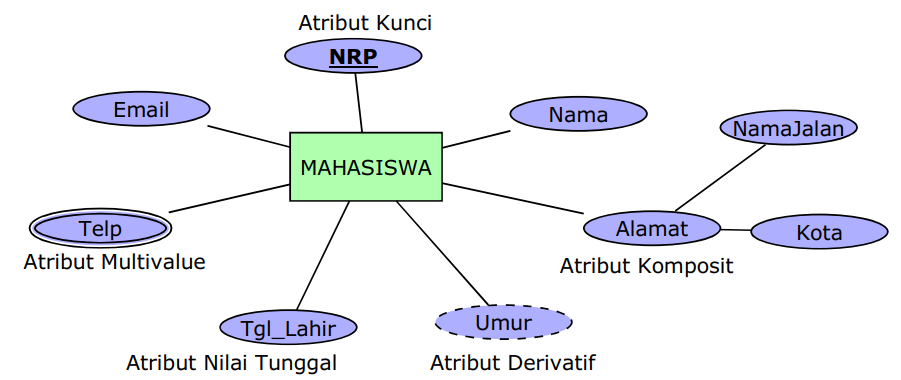 Atribut Kunci
NRP
Email
Nama
NamaJalan
MAHASISWA
Telp
Alamat
Kota
Atribut Multivalue
Atribut Komposit
Tgl_Lahir
Umur
Atribut Nilai Tunggal
Atribut Derivatif